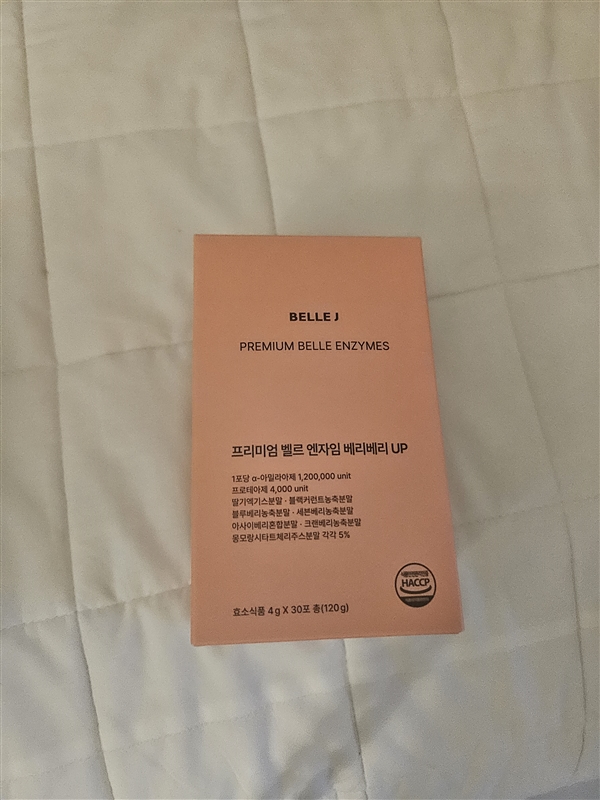 BELLE J
PREMIUM BELLE ENZYMES
프리미엄 벨르 엔자임 베리베리 UP
1포당 α-아밀라아제 1,200,000 unit
프로테아제 4,000 unit
딸기엑기스분말 · 블랙커런트농축분말
블루베리농축분말 · 세븐베리농축분말
아사이베리혼합분말 · 크랜베리농축분말
몽모랑시타트체리주스분말 각각 5%
HACCP
효소식품 4g X 30포 총(120g)